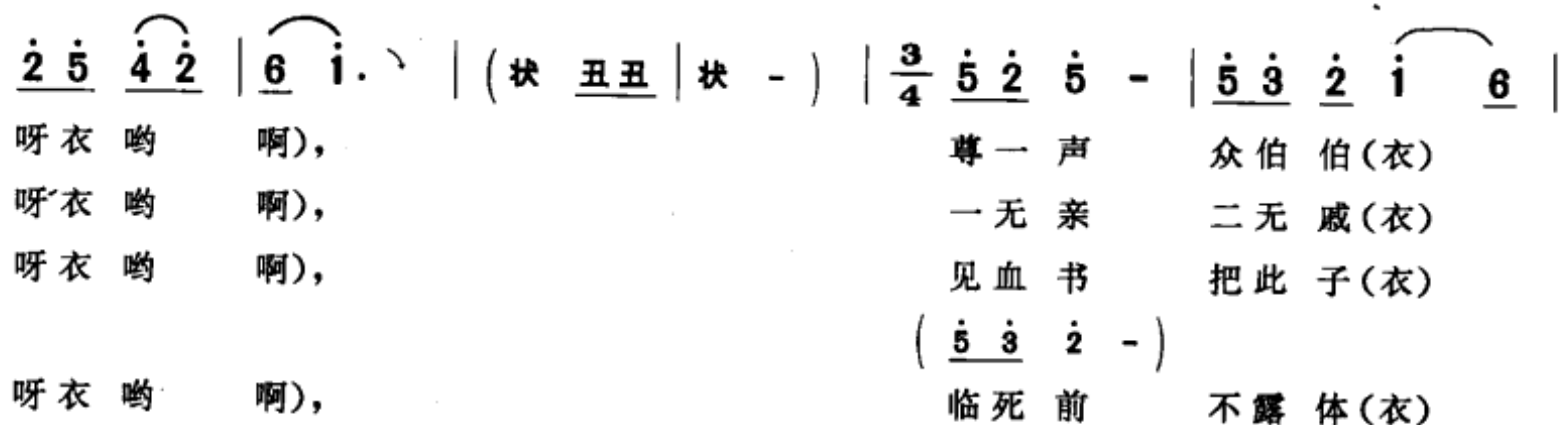 2̇ 5̇ 4̇ 2̇ | 6 1̇. | (状 丑丑 | 状 - ) | 3/4 5̇ 2̇ 5̇ - | 5̇ 3̇ 2̇ 1̇ 6 |
呀衣 哟 啊), 尊一 声 众伯 伯(衣)
呀衣 哟 啊), 一无 亲 二无 戚(衣)
呀衣 哟 啊), 见血 书 把此 子(衣)
( 5̇ 3̇ 2̇ - )
呀衣 哟 啊), 临死 前 不露 体(衣)